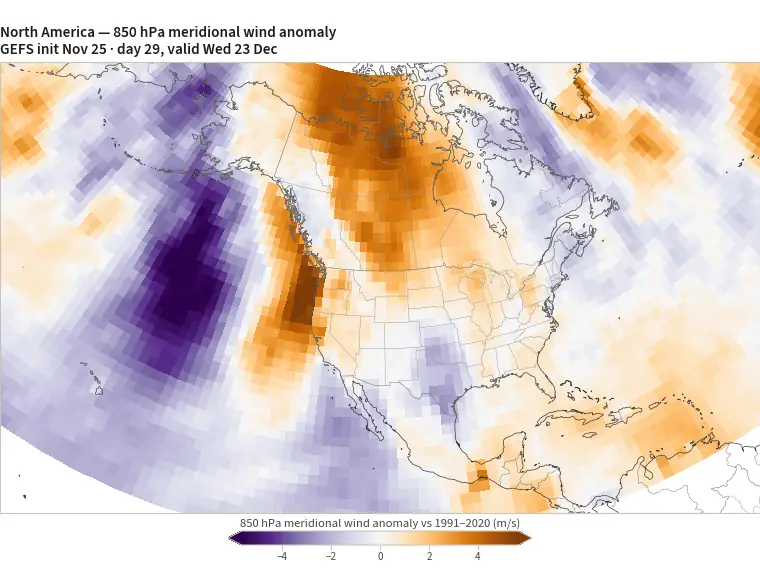 North America — 850 hPa meridional wind anomaly
GEFS init Nov 25 · day 29, valid Wed 23 Dec
850 hPa meridional wind anomaly vs 1991–2020 (m/s)
−4 −2 0 2 4